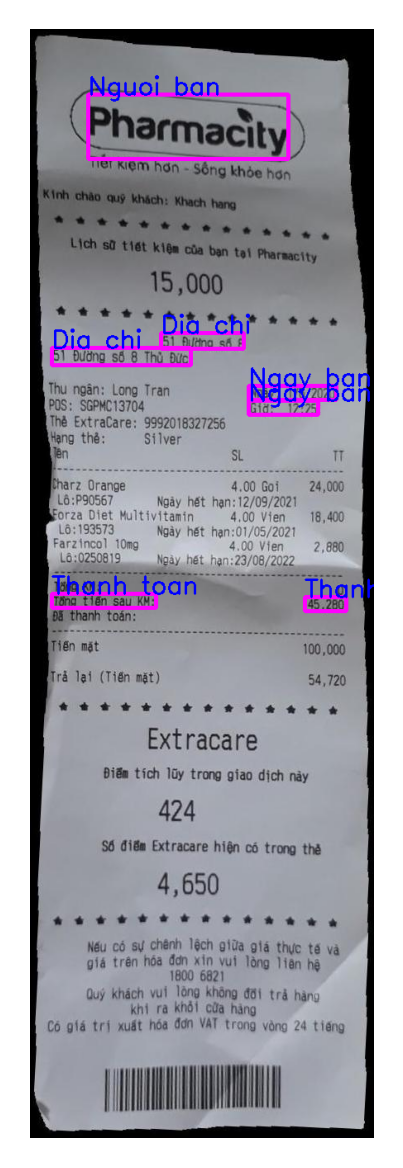 Nguoi ban
Pharmacity
Tiết kiệm hơn - Sống khỏe hơn
Kính chào quý khách: Khach hang
Lịch sử tiết kiệm của bạn tại Pharmacity
15,000
Dia chi
51 Đường số 8
Dia chi
51 Đường số 8 Thủ Đức
Ngay ban
Thu ngân: Long Tran
Ngay ban
POS: SGPMC13704 Giờ: 12:25
Thẻ ExtraCare: 9992018327256
Hạng thẻ: Silver
Tên SL TT
Charz Orange 4.00 Goi 24,000
Lô:P90567 Ngày hết hạn:12/09/2021
Forza Diet Multivitamin 4.00 Vien 18,400
Lô:193573 Ngày hết hạn:01/05/2021
Farzincol 10mg 4.00 Vien 2,880
Lô:0250819 Ngày hết hạn:23/08/2022
Thanh toan Thanh
Tổng tiền sau KM: 45,280
Đã thanh toán:
Tiền mặt 100,000
Trả lại (Tiền mặt) 54,720
Extracare
Điểm tích lũy trong giao dịch này
424
Số điểm Extracare hiện có trong thẻ
4,650
Nếu có sự chênh lệch giữa giá thực tế và
giá trên hóa đơn xin vui lòng liên hệ
1800 6821
Quý khách vui lòng không đổi trả hàng
khi ra khỏi cửa hàng
Có giá trị xuất hóa đơn VAT trong vòng 24 tiếng